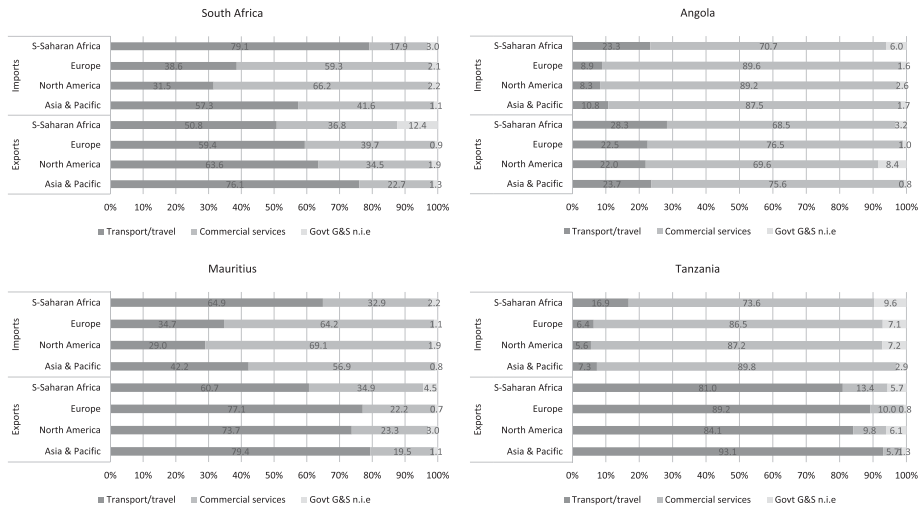 South Africa
Imports
S-Saharan Africa 79.1 17.9 3.0
Europe 38.6 59.3 2.1
North America 31.5 66.2 2.2
Asia & Pacific 57.3 41.6 1.1
Exports
S-Saharan Africa 50.8 36.8 12.4
Europe 59.4 39.7 0.9
North America 63.6 34.5 1.9
Asia & Pacific 76.1 22.7 1.3
0% 10% 20% 30% 40% 50% 60% 70% 80% 90% 100%
Transport/travel Commercial services Govt G&S n.i.e
Angola
Imports
S-Saharan Africa 23.3 70.7 6.0
Europe 8.9 89.6 1.6
North America 8.3 89.2 2.6
Asia & Pacific 10.8 87.5 1.7
Exports
S-Saharan Africa 28.3 68.5 3.2
Europe 22.5 76.5 1.0
North America 22.0 69.6 8.4
Asia & Pacific 23.7 75.6 0.8
0% 10% 20% 30% 40% 50% 60% 70% 80% 90% 100%
Transport/travel Commercial services Govt G&S n.i.e
Mauritius
Imports
S-Saharan Africa 64.9 32.9 2.2
Europe 34.7 64.2 1.1
North America 29.0 69.1 1.9
Asia & Pacific 42.2 56.9 0.8
Exports
S-Saharan Africa 60.7 34.9 4.5
Europe 77.1 22.2 0.7
North America 73.7 23.3 3.0
Asia & Pacific 79.4 19.5 1.1
0% 10% 20% 30% 40% 50% 60% 70% 80% 90% 100%
Transport/travel Commercial services Govt G&S n.i.e
Tanzania
Imports
S-Saharan Africa 16.9 73.6 9.6
Europe 6.4 86.5 7.1
North America 5.6 87.2 7.2
Asia & Pacific 7.3 89.8 2.9
Exports
S-Saharan Africa 81.0 13.4 5.7
Europe 89.2 10.0 0.8
North America 84.1 9.8 6.1
Asia & Pacific 93.1 5.7 1.3
0% 10% 20% 30% 40% 50% 60% 70% 80% 90% 100%
Transport/travel Commercial services Govt G&S n.i.e